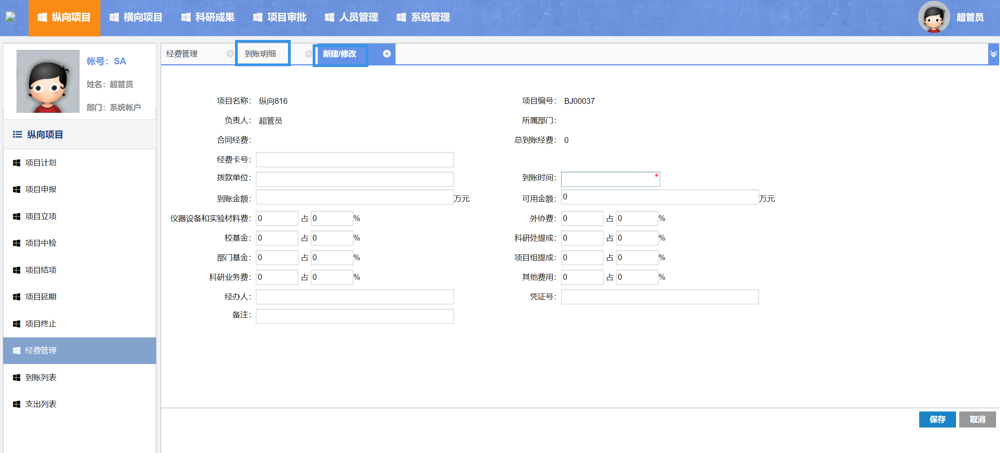 纵向项目 横向项目 科研成果 项目审批 人员管理 系统管理 超管员
帐号：SA
姓名：超管员
部门：系统帐户
纵向项目
项目计划
项目申报
项目立项
项目中检
项目结项
项目延期
项目终止
经费管理
到账列表
支出列表
经费管理 到账明细 新建/修改
项目名称： 纵向816 项目编号： BJ00037
负责人： 超管员 所属部门：
合同经费： 总到账经费： 0
经费卡号：
拨款单位： 到账时间： *
到账金额： 万元 可用金额： 0 万元
仪器设备和实验材料费： 0 占 0 % 外协费： 0 占 0 %
校基金： 0 占 0 % 科研处提成： 0 占 0 %
部门基金： 0 占 0 % 项目组提成： 0 占 0 %
科研业务费： 0 占 0 % 其他费用： 0 占 0 %
经办人： 凭证号：
备注：
保存 取消